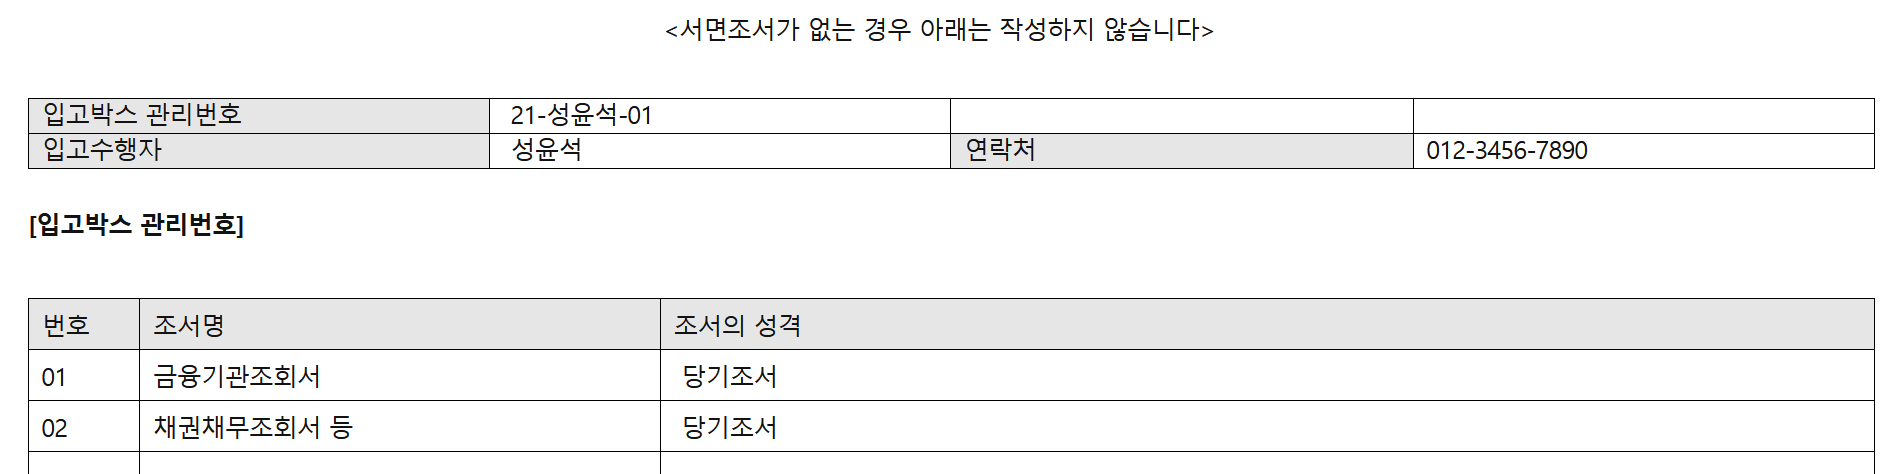 <서면조서가 없는 경우 아래는 작성하지 않습니다>
입고박스 관리번호 21-성윤석-01
입고수행자 성윤석 연락처 012-3456-7890
[입고박스 관리번호]
번호 조서명 조서의 성격
01 금융기관조회서 당기조서
02 채권채무조회서 등 당기조서